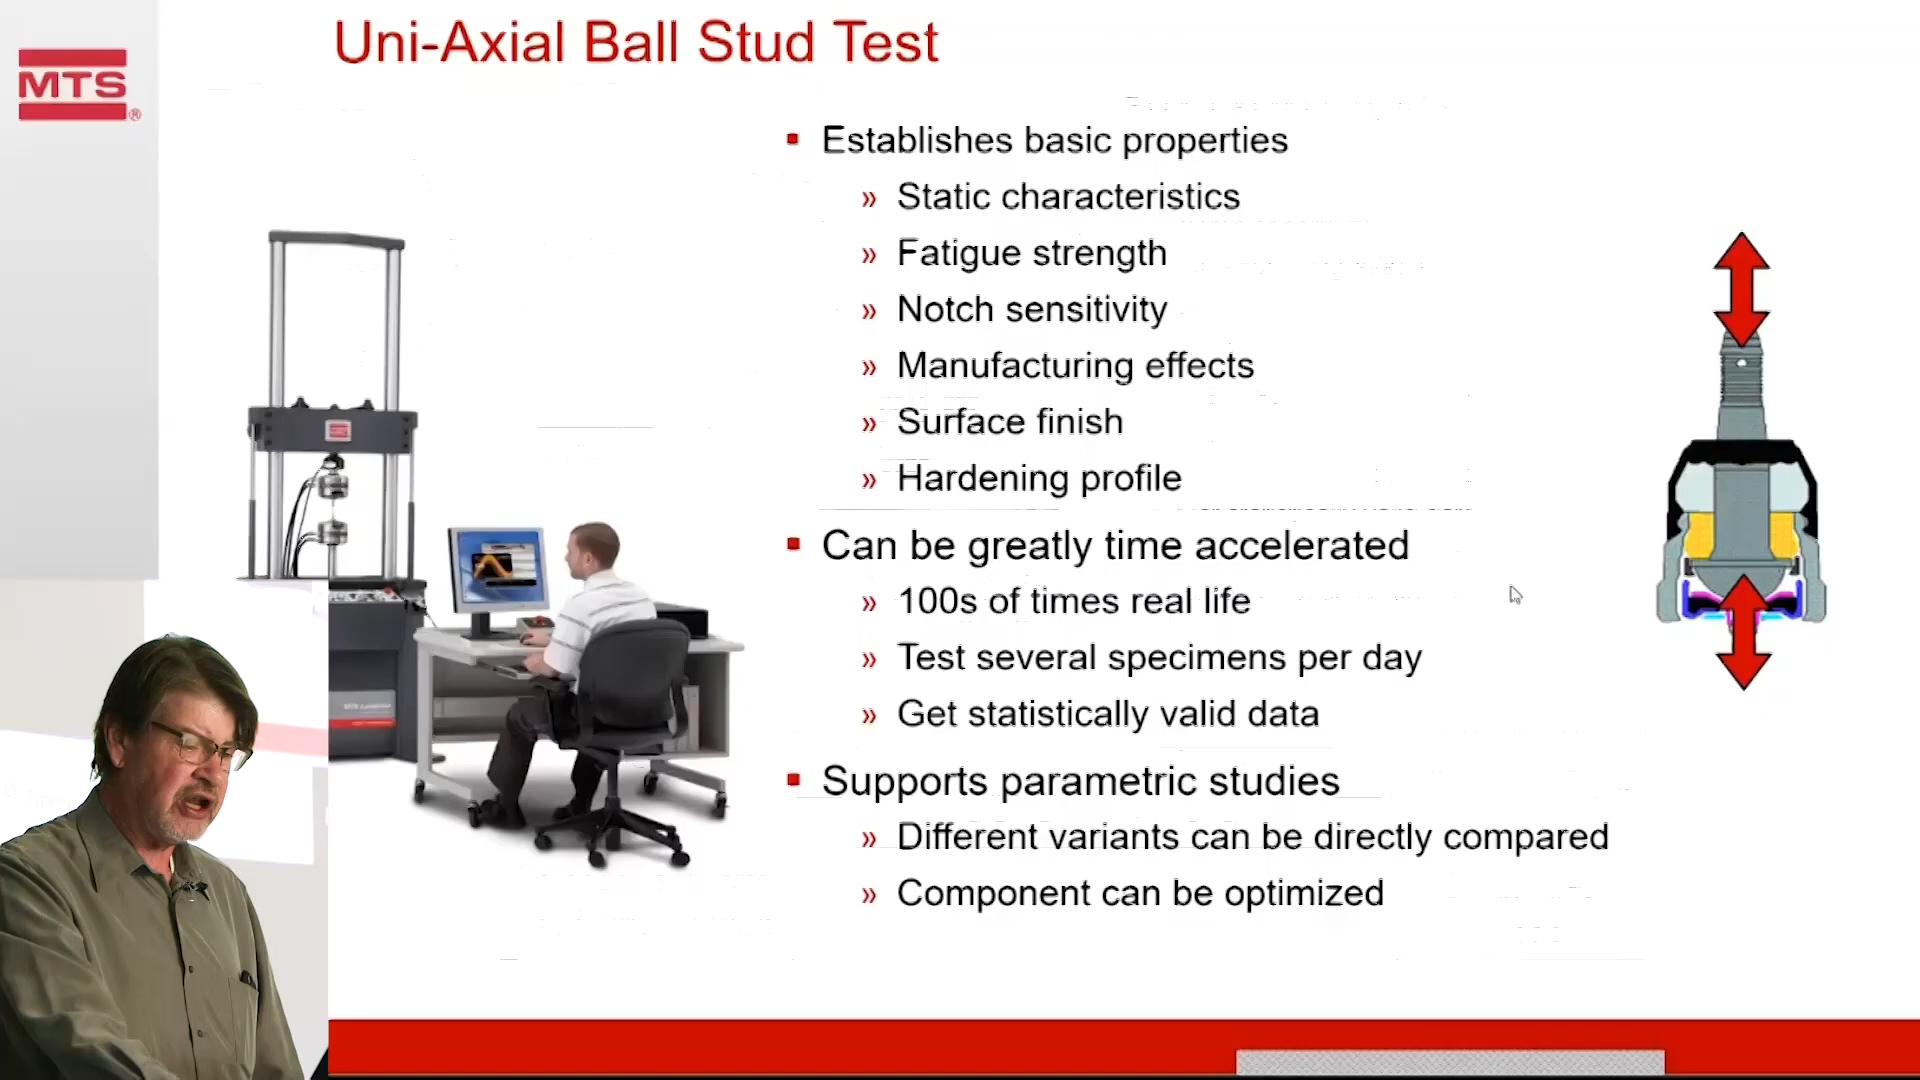 Uni-Axial Ball Stud Test
MTS
®
Establishes basic properties
» Static characteristics
» Fatigue strength
» Notch sensitivity
» Manufacturing effects
» Surface finish
» Hardening profile
Can be greatly time accelerated
» 100s of times real life
» Test several specimens per day
» Get statistically valid data
Supports parametric studies
» Different variants can be directly compared
» Component can be optimized